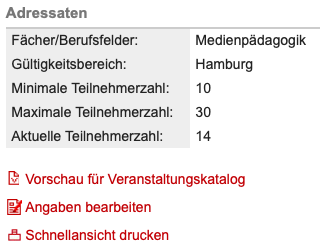 Adressaten
Fächer/Berufsfelder: Medienpädagogik
Gültigkeitsbereich: Hamburg
Minimale Teilnehmerzahl: 10
Maximale Teilnehmerzahl: 30
Aktuelle Teilnehmerzahl: 14
Vorschau für Veranstaltungskatalog
Angaben bearbeiten
Schnellansicht drucken